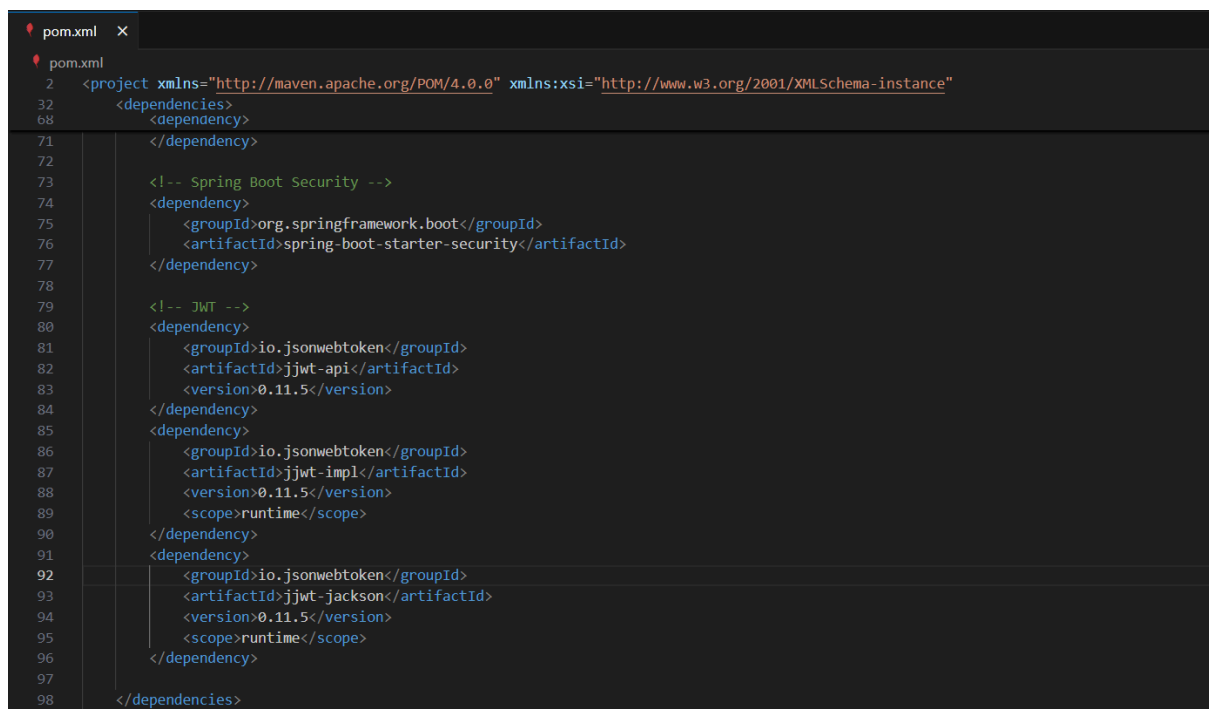 pom.xml
pom.xml
2 <project xmlns="http://maven.apache.org/POM/4.0.0" xmlns:xsi="http://www.w3.org/2001/XMLSchema-instance"
32 <dependencies>
68 <dependency>
71 </dependency>
72
73 <!-- Spring Boot Security -->
74 <dependency>
75 <groupId>org.springframework.boot</groupId>
76 <artifactId>spring-boot-starter-security</artifactId>
77 </dependency>
78
79 <!-- JWT -->
80 <dependency>
81 <groupId>io.jsonwebtoken</groupId>
82 <artifactId>jjwt-api</artifactId>
83 <version>0.11.5</version>
84 </dependency>
85 <dependency>
86 <groupId>io.jsonwebtoken</groupId>
87 <artifactId>jjwt-impl</artifactId>
88 <version>0.11.5</version>
89 <scope>runtime</scope>
90 </dependency>
91 <dependency>
92 <groupId>io.jsonwebtoken</groupId>
93 <artifactId>jjwt-jackson</artifactId>
94 <version>0.11.5</version>
95 <scope>runtime</scope>
96 </dependency>
97
98 </dependencies>